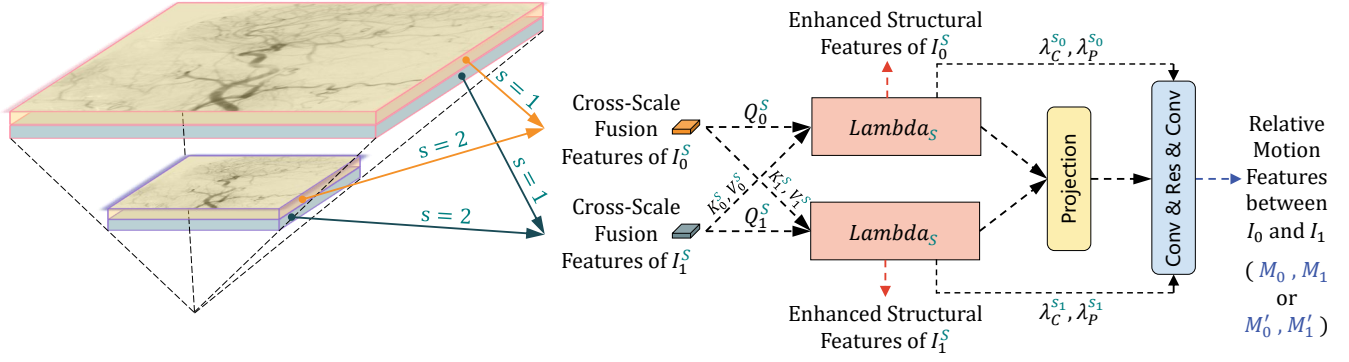 s = 1
s = 2
s = 1
s = 2
Cross-Scale
Fusion
Features of I_0^S
Cross-Scale
Fusion
Features of I_1^S
Q_0^S
K_1^S, V_1^S
K_0^S, V_0^S
Q_1^S
Enhanced Structural
Features of I_0^S
Lambda_S
Lambda_S
Enhanced Structural
Features of I_1^S
λ_C^{s_0}, λ_P^{s_0}
λ_C^{s_1}, λ_P^{s_1}
Projection
Conv & Res & Conv
Relative
Motion
Features
between
I_0 and I_1
( M_0 , M_1
or
M_0′ , M_1′ )